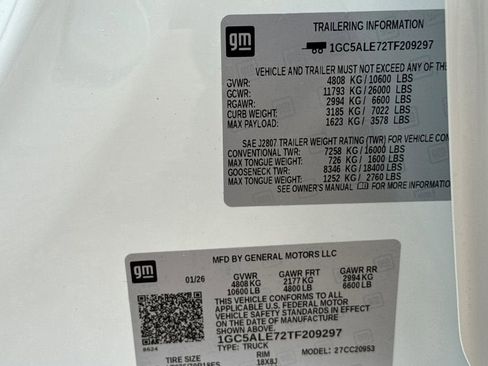 gm
TRAILERING INFORMATION
1GC5ALE72TF209297
VEHICLE AND TRAILER MUST NOT EXCEED ANY OF
GVWR: 4808 KG / 10600 LBS
GCWR: 11793 KG / 26000 LBS
RGAWR: 2994 KG / 6600 LBS
CURB WEIGHT: 3185 KG / 7022 LBS
MAX PAYLOAD: 1623 KG / 3578 LBS
SAE J2807 TRAILER WEIGHT RATING (TWR) FOR VEHICLE
CONVENTIONAL TWR: 7258 KG / 16000 LBS
MAX TONGUE WEIGHT: 726 KG / 1600 LBS
GOOSENECK TWR: 8346 KG / 18400 LBS
MAX TONGUE WEIGHT: 1252 KG / 2760 LBS
SEE OWNER'S MANUAL FOR MORE INFORMATIO
gm
MFD BY GENERAL MOTORS LLC
01/26 GVWR GAWR FRT GAWR RR
4808 KG 2177 KG 2994 KG
10600 LB 4800 LB 6600 LB
THIS VEHICLE CONFORMS TO ALL
APPLICABLE U.S. FEDERAL MOTOR
VEHICLE SAFETY STANDARDS IN EFFECT
ON THE DATE OF MANUFACTURE
SHOWN ABOVE.
1GC5ALE72TF209297
8624 TYPE: TRUCK MODEL: 27CC20953
TIRE SIZE RIM
18X8J